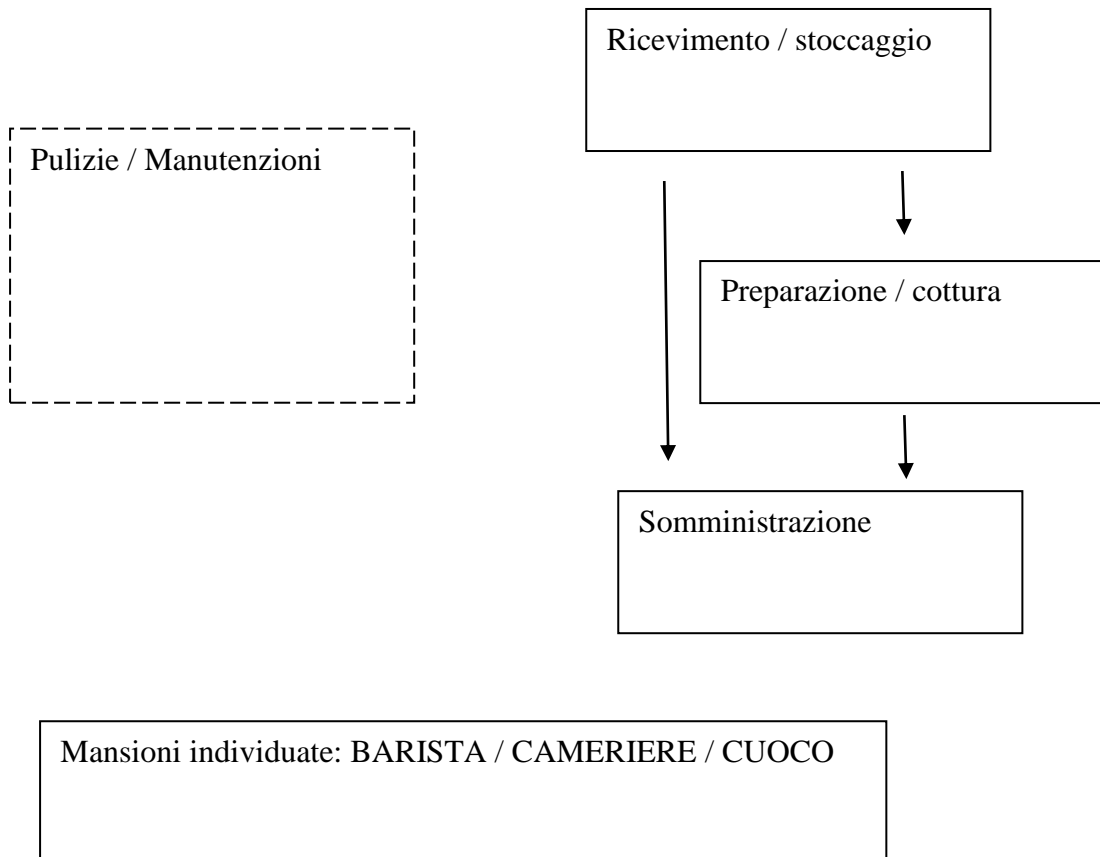 Ricevimento / stoccaggio
Pulizie / Manutenzioni
Preparazione / cottura
Somministrazione
Mansioni individuate: BARISTA / CAMERIERE / CUOCO